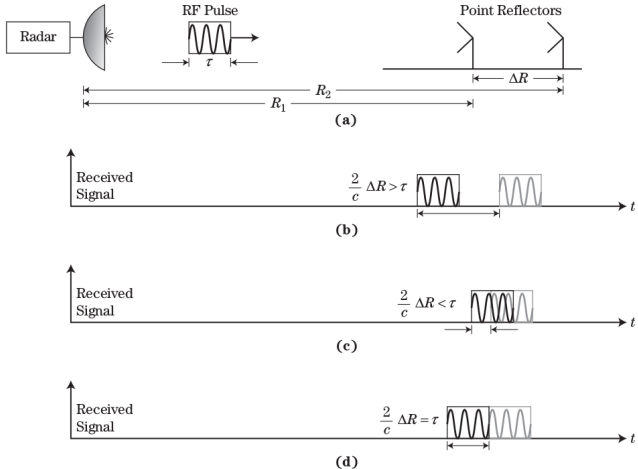 RF Pulse
Point Reflectors
Radar
τ
ΔR
R₂
R₁
(a)
Received
Signal
2/c ΔR > τ
t
(b)
Received
Signal
2/c ΔR < τ
t
(c)
Received
Signal
2/c ΔR = τ
t
(d)